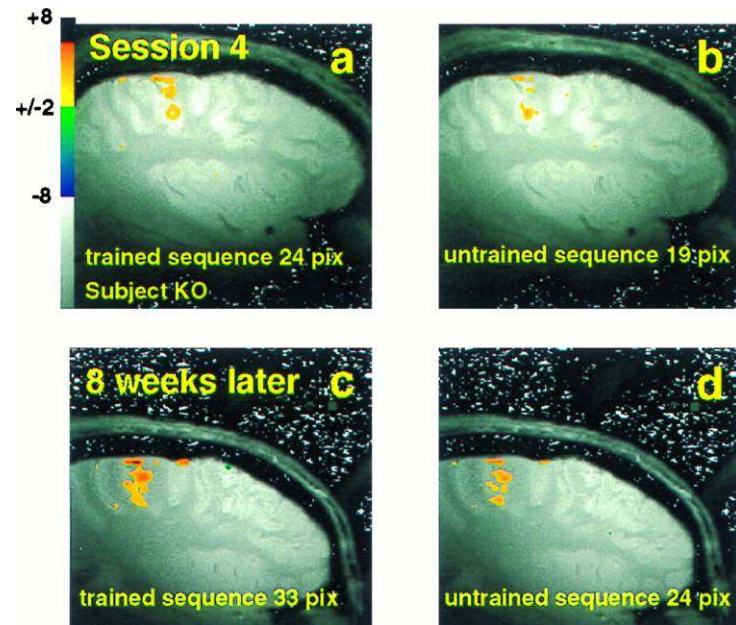 +8
+/-2
-8
Session 4
a
trained sequence 24 pix
Subject KO
b
untrained sequence 19 pix
8 weeks later
c
trained sequence 33 pix
d
untrained sequence 24 pix